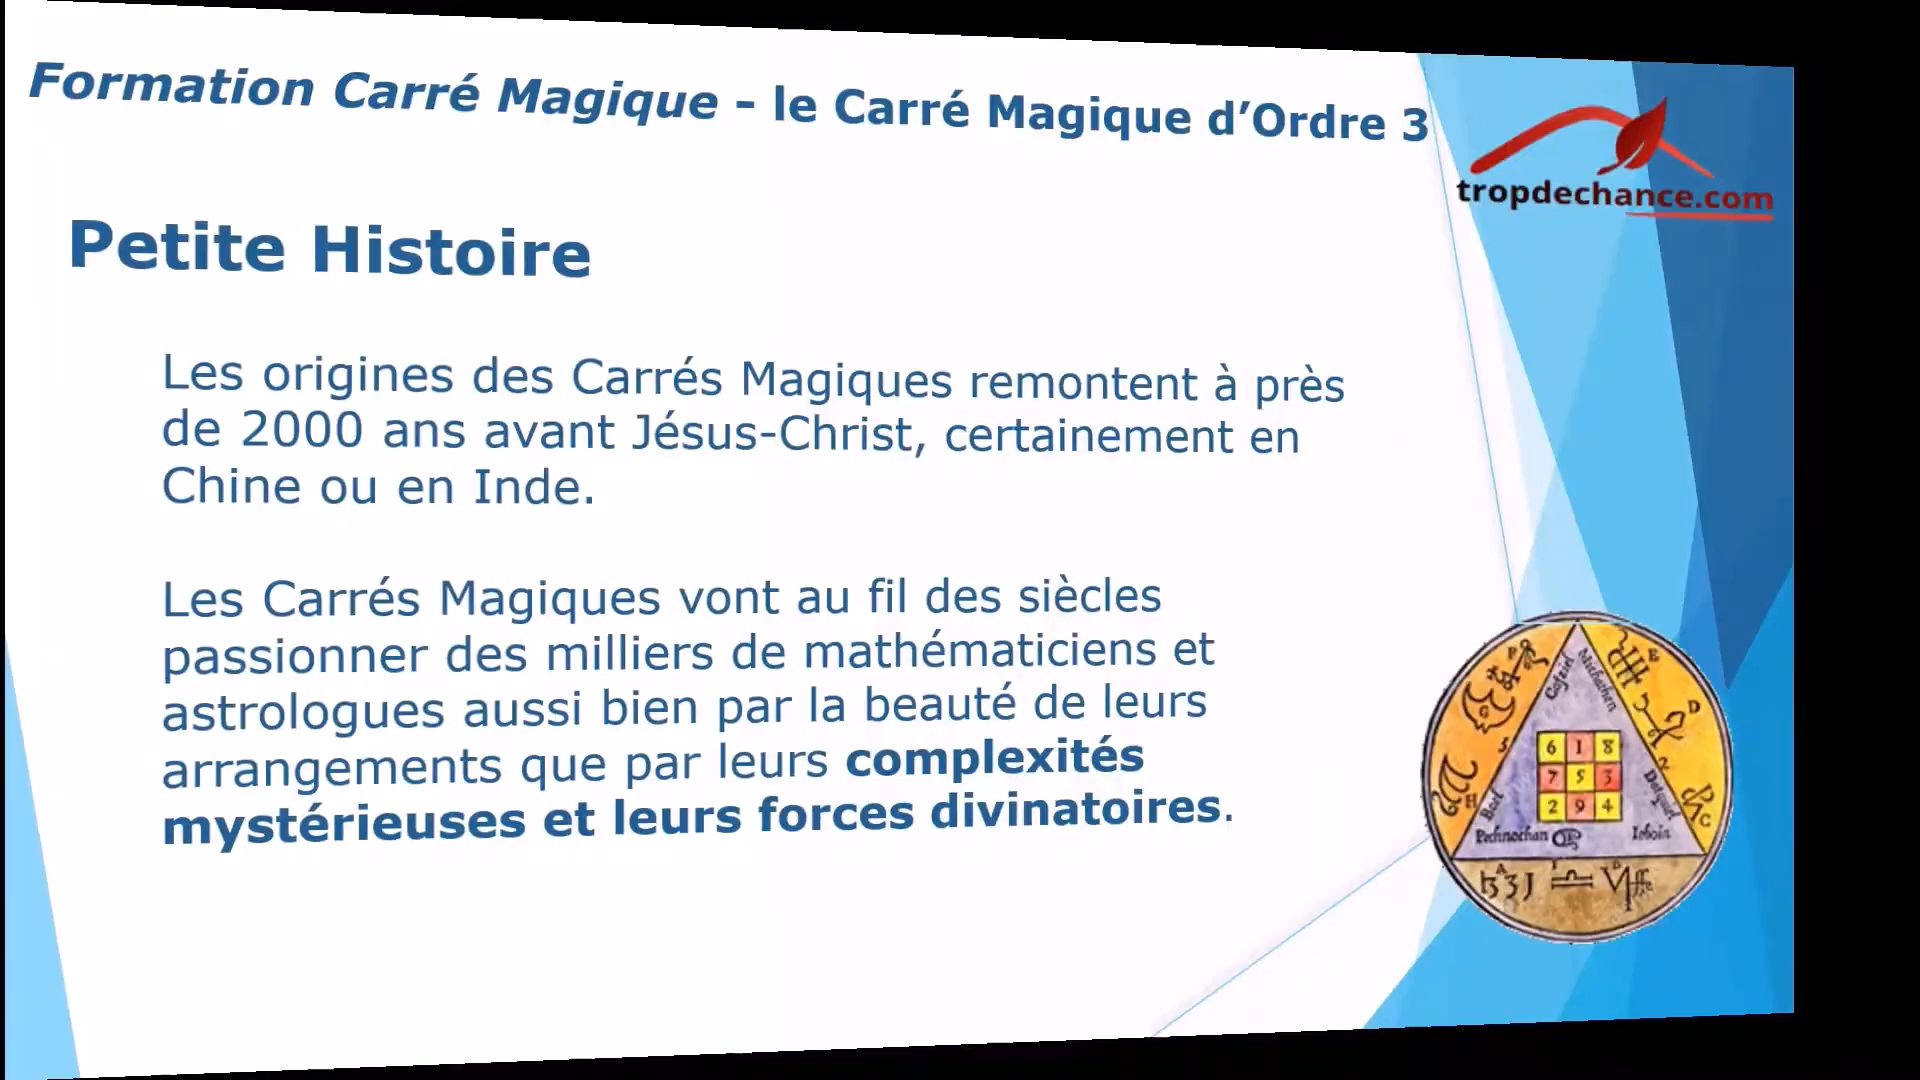 Formation Carré Magique - le Carré Magique d’Ordre 3
tropdechance.com
Petite Histoire
Les origines des Carrés Magiques remontent à près
de 2000 ans avant Jésus-Christ, certainement en
Chine ou en Inde.
Les Carrés Magiques vont au fil des siècles
passionner des milliers de mathématiciens et
astrologues aussi bien par la beauté de leurs
arrangements que par leurs complexités
mystérieuses et leurs forces divinatoires.
6 1 8
7 5 3
2 9 4